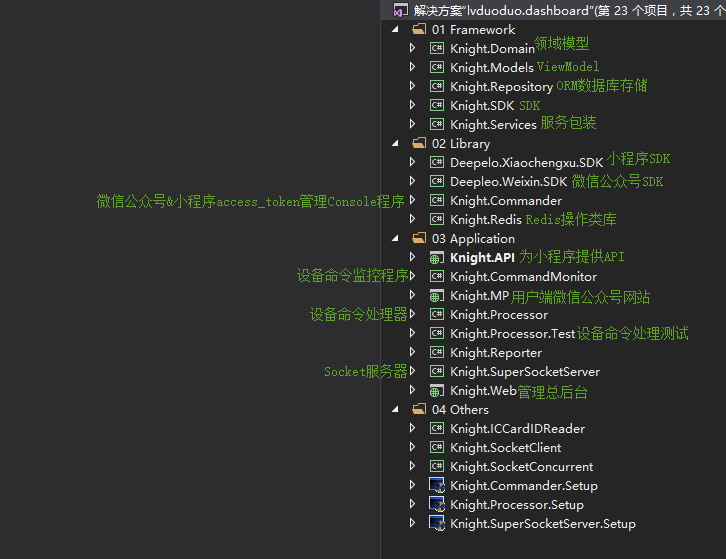 解决方案"lvduoduo.dashboard"(第 23 个项目，共 23 个
01 Framework
Knight.Domain 领域模型
Knight.Models ViewModel
Knight.Repository ORM数据库存储
Knight.SDK SDK
Knight.Services 服务包装
02 Library
Deepelo.Xiaochengxu.SDK 小程序SDK
Deepleo.Weixin.SDK 微信公众号SDK
微信公众号&小程序access_token管理Console程序 Knight.Commander
Knight.Redis Redis操作类库
03 Application
Knight.API 为小程序提供API
设备命令监控程序 Knight.CommandMonitor
Knight.MP 用户端微信公众号网站
设备命令处理器 Knight.Processor
Knight.Processor.Test 设备命令处理测试
Knight.Reporter
Socket服务器 Knight.SuperSocketServer
Knight.Web 管理总后台
04 Others
Knight.ICCardIDReader
Knight.SocketClient
Knight.SocketConcurrent
Knight.Commander.Setup
Knight.Processor.Setup
Knight.SuperSocketServer.Setup